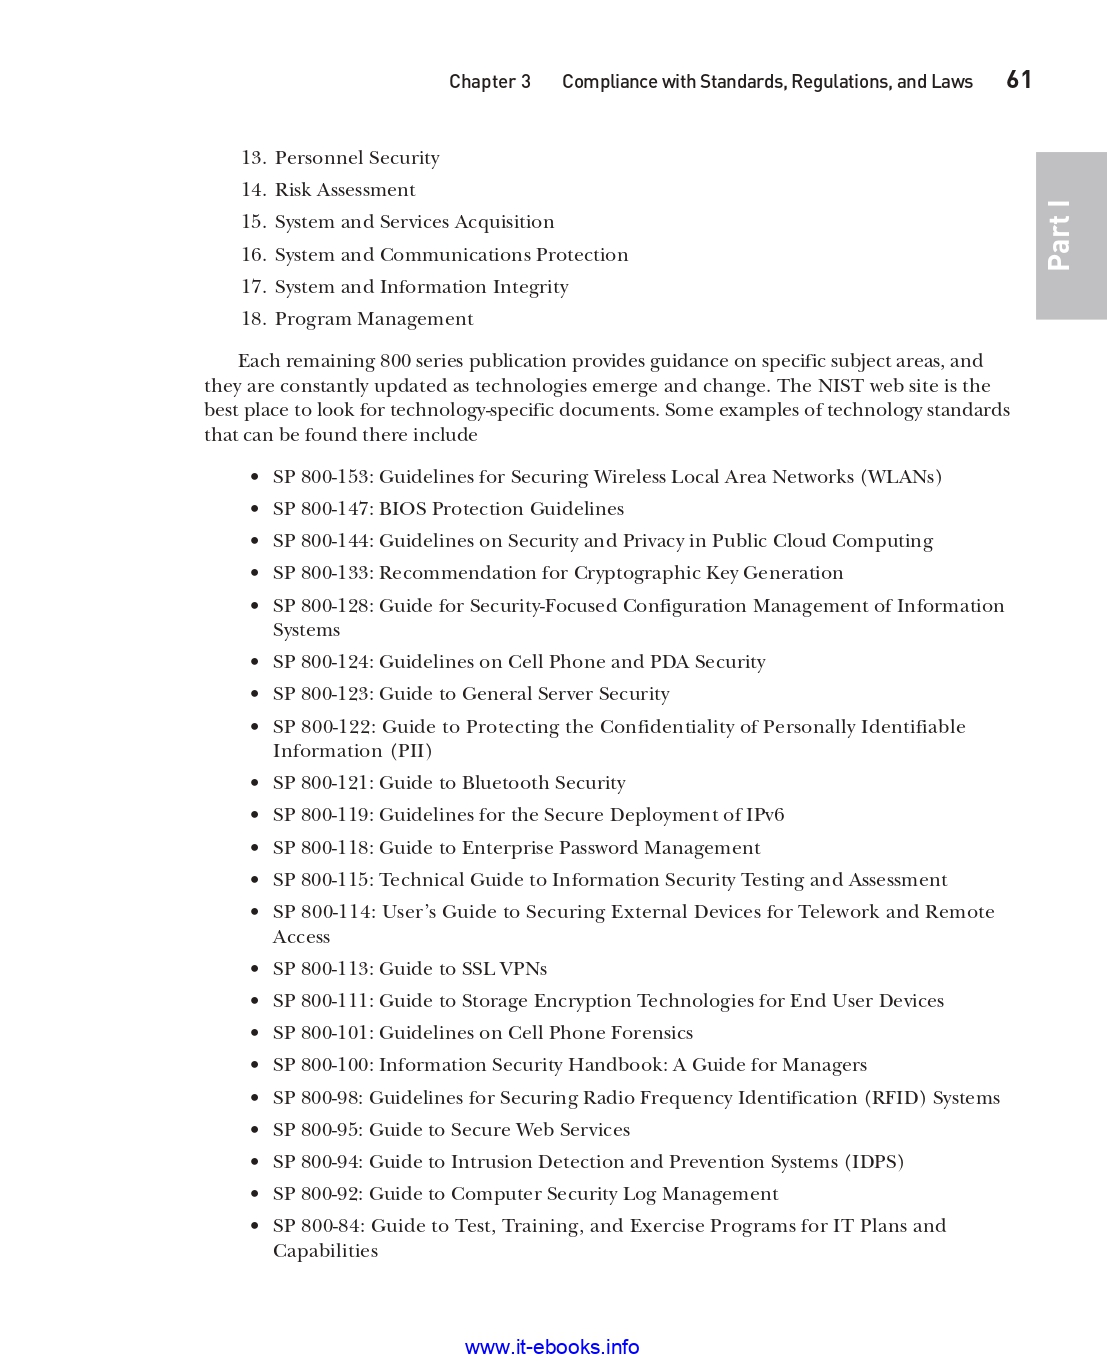 Chapter 3 Compliance with Standards, Regulations, and Laws 61
Part I
13. Personnel Security
14. Risk Assessment
15. System and Services Acquisition
16. System and Communications Protection
17. System and Information Integrity
18. Program Management
Each remaining 800 series publication provides guidance on specific subject areas, and
they are constantly updated as technologies emerge and change. The NIST web site is the
best place to look for technology-specific documents. Some examples of technology standards
that can be found there include
• SP 800-153: Guidelines for Securing Wireless Local Area Networks (WLANs)
• SP 800-147: BIOS Protection Guidelines
• SP 800-144: Guidelines on Security and Privacy in Public Cloud Computing
• SP 800-133: Recommendation for Cryptographic Key Generation
• SP 800-128: Guide for Security-Focused Configuration Management of Information
Systems
• SP 800-124: Guidelines on Cell Phone and PDA Security
• SP 800-123: Guide to General Server Security
• SP 800-122: Guide to Protecting the Confidentiality of Personally Identifiable
Information (PII)
• SP 800-121: Guide to Bluetooth Security
• SP 800-119: Guidelines for the Secure Deployment of IPv6
• SP 800-118: Guide to Enterprise Password Management
• SP 800-115: Technical Guide to Information Security Testing and Assessment
• SP 800-114: User’s Guide to Securing External Devices for Telework and Remote
Access
• SP 800-113: Guide to SSL VPNs
• SP 800-111: Guide to Storage Encryption Technologies for End User Devices
• SP 800-101: Guidelines on Cell Phone Forensics
• SP 800-100: Information Security Handbook: A Guide for Managers
• SP 800-98: Guidelines for Securing Radio Frequency Identification (RFID) Systems
• SP 800-95: Guide to Secure Web Services
• SP 800-94: Guide to Intrusion Detection and Prevention Systems (IDPS)
• SP 800-92: Guide to Computer Security Log Management
• SP 800-84: Guide to Test, Training, and Exercise Programs for IT Plans and
Capabilities
www.it-ebooks.info